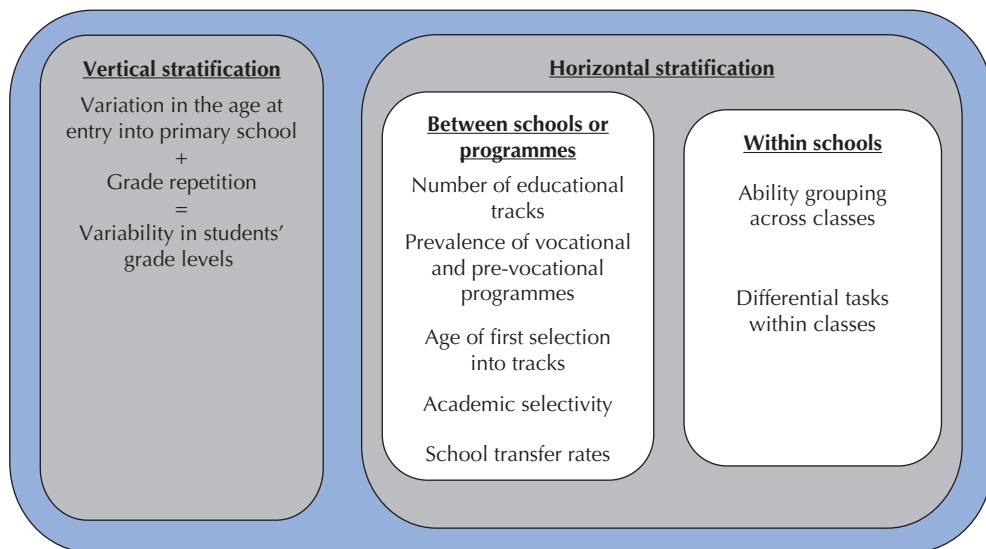 Vertical stratification
Variation in the age at
entry into primary school
+
Grade repetition
=
Variability in students’
grade levels
Horizontal stratification
Between schools or
programmes
Number of educational
tracks
Prevalence of vocational
and pre-vocational
programmes
Age of first selection
into tracks
Academic selectivity
School transfer rates
Within schools
Ability grouping
across classes
Differential tasks
within classes